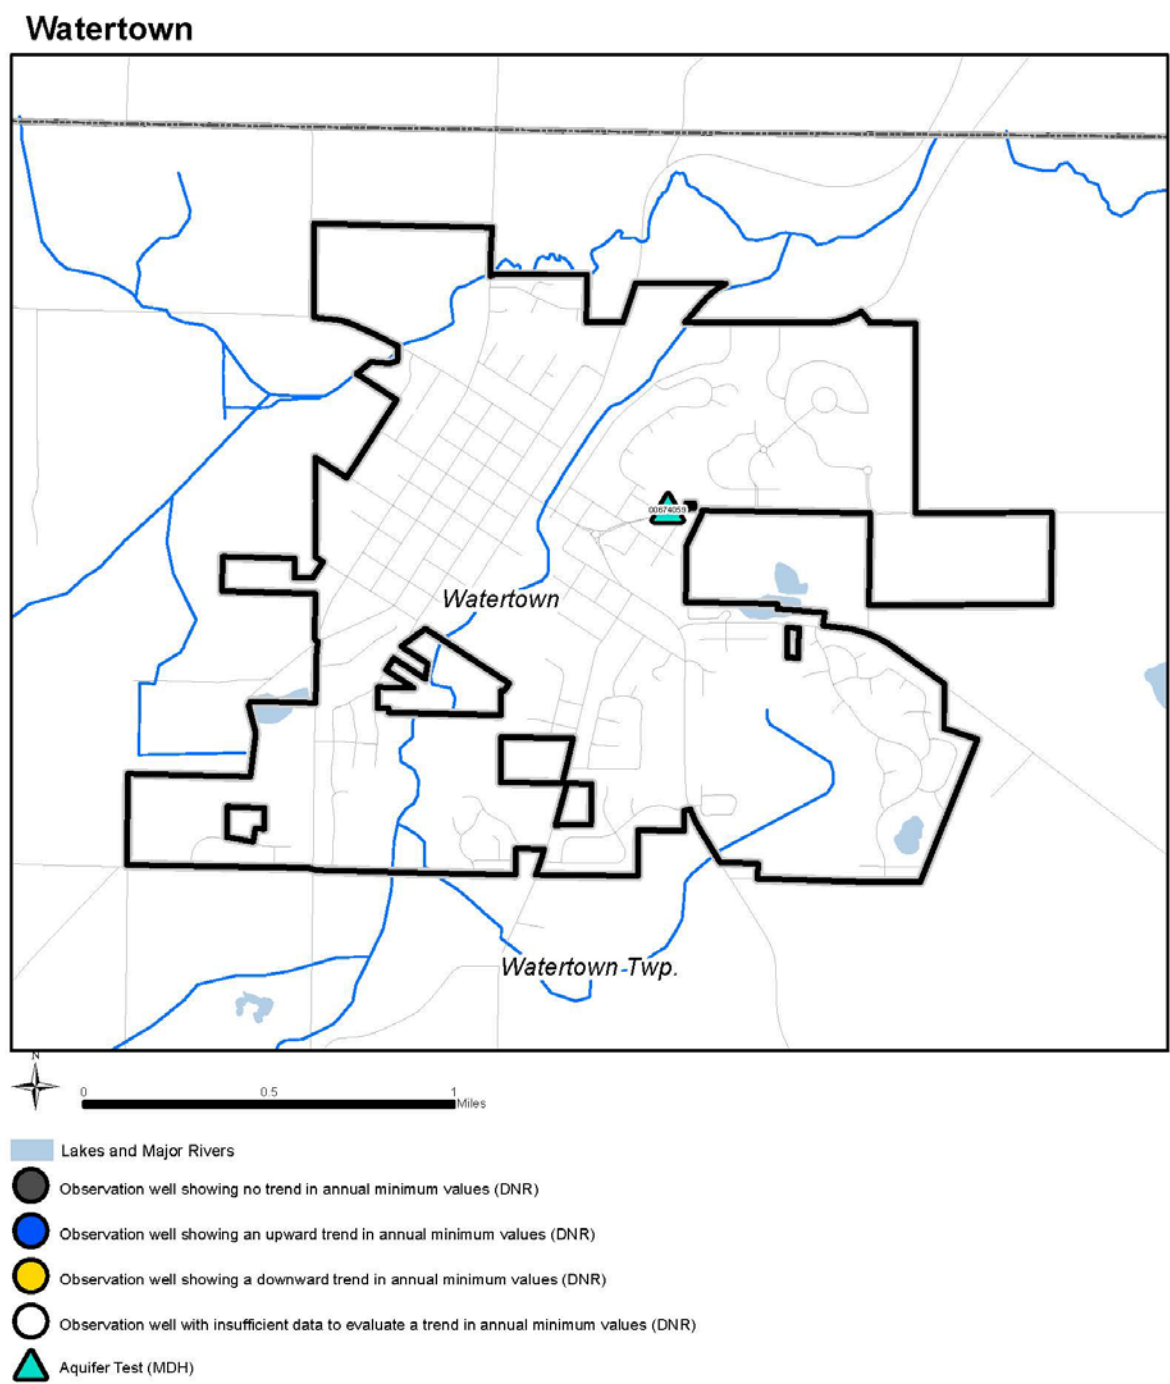 Watertown
00674059
Watertown
Watertown Twp.
N
0 0.5 1
Miles
Lakes and Major Rivers
Observation well showing no trend in annual minimum values (DNR)
Observation well showing an upward trend in annual minimum values (DNR)
Observation well showing a downward trend in annual minimum values (DNR)
Observation well with insufficient data to evaluate a trend in annual minimum values (DNR)
Aquifer Test (MDH)